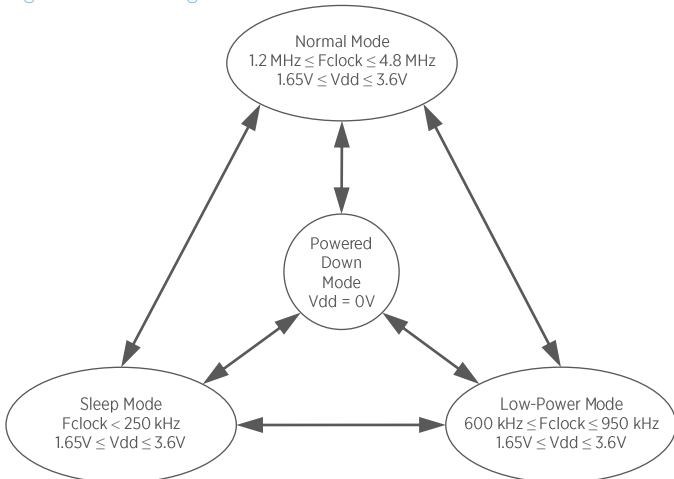 Normal Mode
1.2 MHz ≤ Fclock ≤ 4.8 MHz
1.65V ≤ Vdd ≤ 3.6V
Powered
Down
Mode
Vdd = 0V
Sleep Mode
Fclock < 250 kHz
1.65V ≤ Vdd ≤ 3.6V
Low-Power Mode
600 kHz ≤ Fclock ≤ 950 kHz
1.65V ≤ Vdd ≤ 3.6V